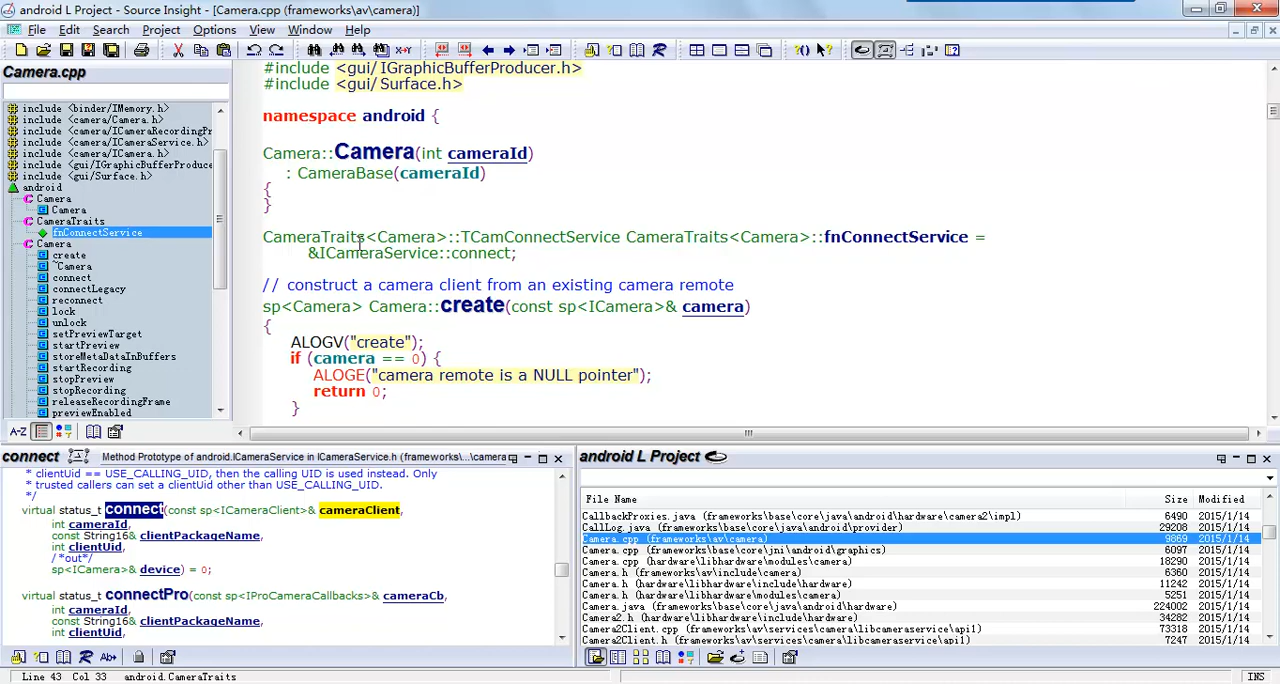 android L Project - Source Insight - [Camera.cpp (frameworks\av\camera)]
File Edit Search Project Options View Window Help
Camera.cpp
include <binder/IMemory.h>
include <camera/Camera.h>
include <camera/ICameraRecordingPr
include <camera/ICameraService.h>
include <camera/ICamera.h>
include <gui/IGraphicBufferProduce
include <gui/Surface.h>
android
Camera
Camera
CameraTraits
fnConnectService
Camera
create
~Camera
connect
connectLegacy
reconnect
lock
unlock
setPreviewTarget
startPreview
storeMetaDataInBuffers
startRecording
stopPreview
stopRecording
releaseRecordingFrame
previewEnabled
A-Z
#include <gui/IGraphicBufferProducer.h>
#include <gui/Surface.h>
namespace android {
Camera::Camera(int cameraId)
: CameraBase(cameraId)
{
}
CameraTraits<Camera>::TCamConnectService CameraTraits<Camera>::fnConnectService =
&ICameraService::connect;
// construct a camera client from an existing camera remote
sp<Camera> Camera::create(const sp<ICamera>& camera)
{
ALOGV("create");
if (camera == 0) {
ALOGE("camera remote is a NULL pointer");
return 0;
}
connect Method Prototype of android.ICameraService in ICameraService.h (frameworks\...\camera
* clientUid == USE_CALLING_UID, then the calling UID is used instead. Only
* trusted callers can set a clientUid other than USE_CALLING_UID.
*/
virtual status_t connect(const sp<ICameraClient>& cameraClient,
int cameraId,
const String16& clientPackageName,
int clientUid,
/*out*/
sp<ICamera>& device) = 0;
virtual status_t connectPro(const sp<IProCameraCallbacks>& cameraCb,
int cameraId,
const String16& clientPackageName,
int clientUid,
android L Project
File Name Size Modified
CallbackProxies.java (frameworks\base\core\java\android\hardware\camera2\impl) 6490 2015/1/14
CallLog.java (frameworks\base\core\java\android\provider) 29208 2015/1/14
Camera.cpp (frameworks\av\camera) 9869 2015/1/14
Camera.cpp (frameworks\base\core\jni\android\graphics) 6097 2015/1/14
Camera.cpp (hardware\libhardware\modules\camera) 18290 2015/1/14
Camera.h (frameworks\av\include\camera) 6360 2015/1/14
Camera.h (hardware\libhardware\include\hardware) 11242 2015/1/14
Camera.h (hardware\libhardware\modules\camera) 5251 2015/1/14
Camera.java (frameworks\base\core\java\android\hardware) 224002 2015/1/14
Camera2.h (hardware\libhardware\include\hardware) 34282 2015/1/14
Camera2Client.cpp (frameworks\av\services\camera\libcameraservice\api1) 73318 2015/1/14
Camera2Client.h (frameworks\av\services\camera\libcameraservice\api1) 7247 2015/1/14
Line 43 Col 33 android.CameraTraits INS